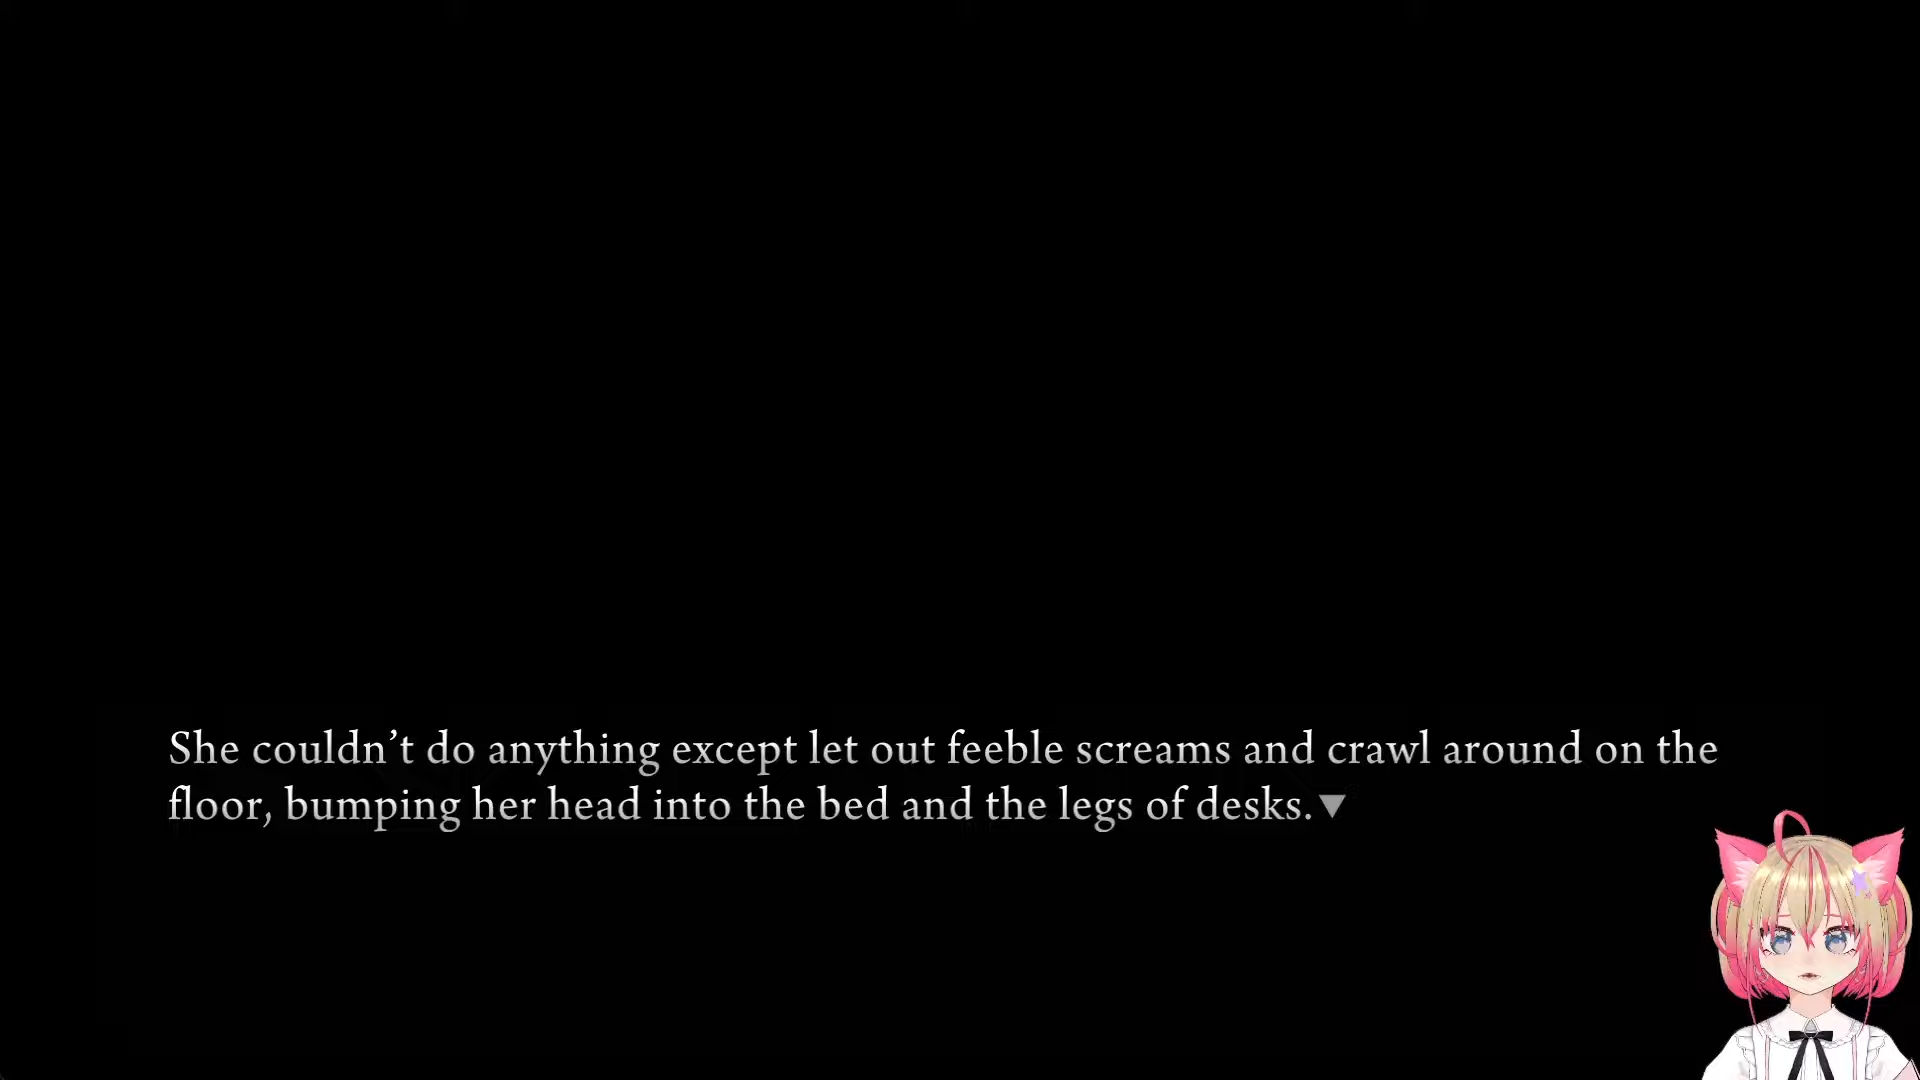 She couldn’t do anything except let out feeble screams and crawl around on the
floor, bumping her head into the bed and the legs of desks.▼